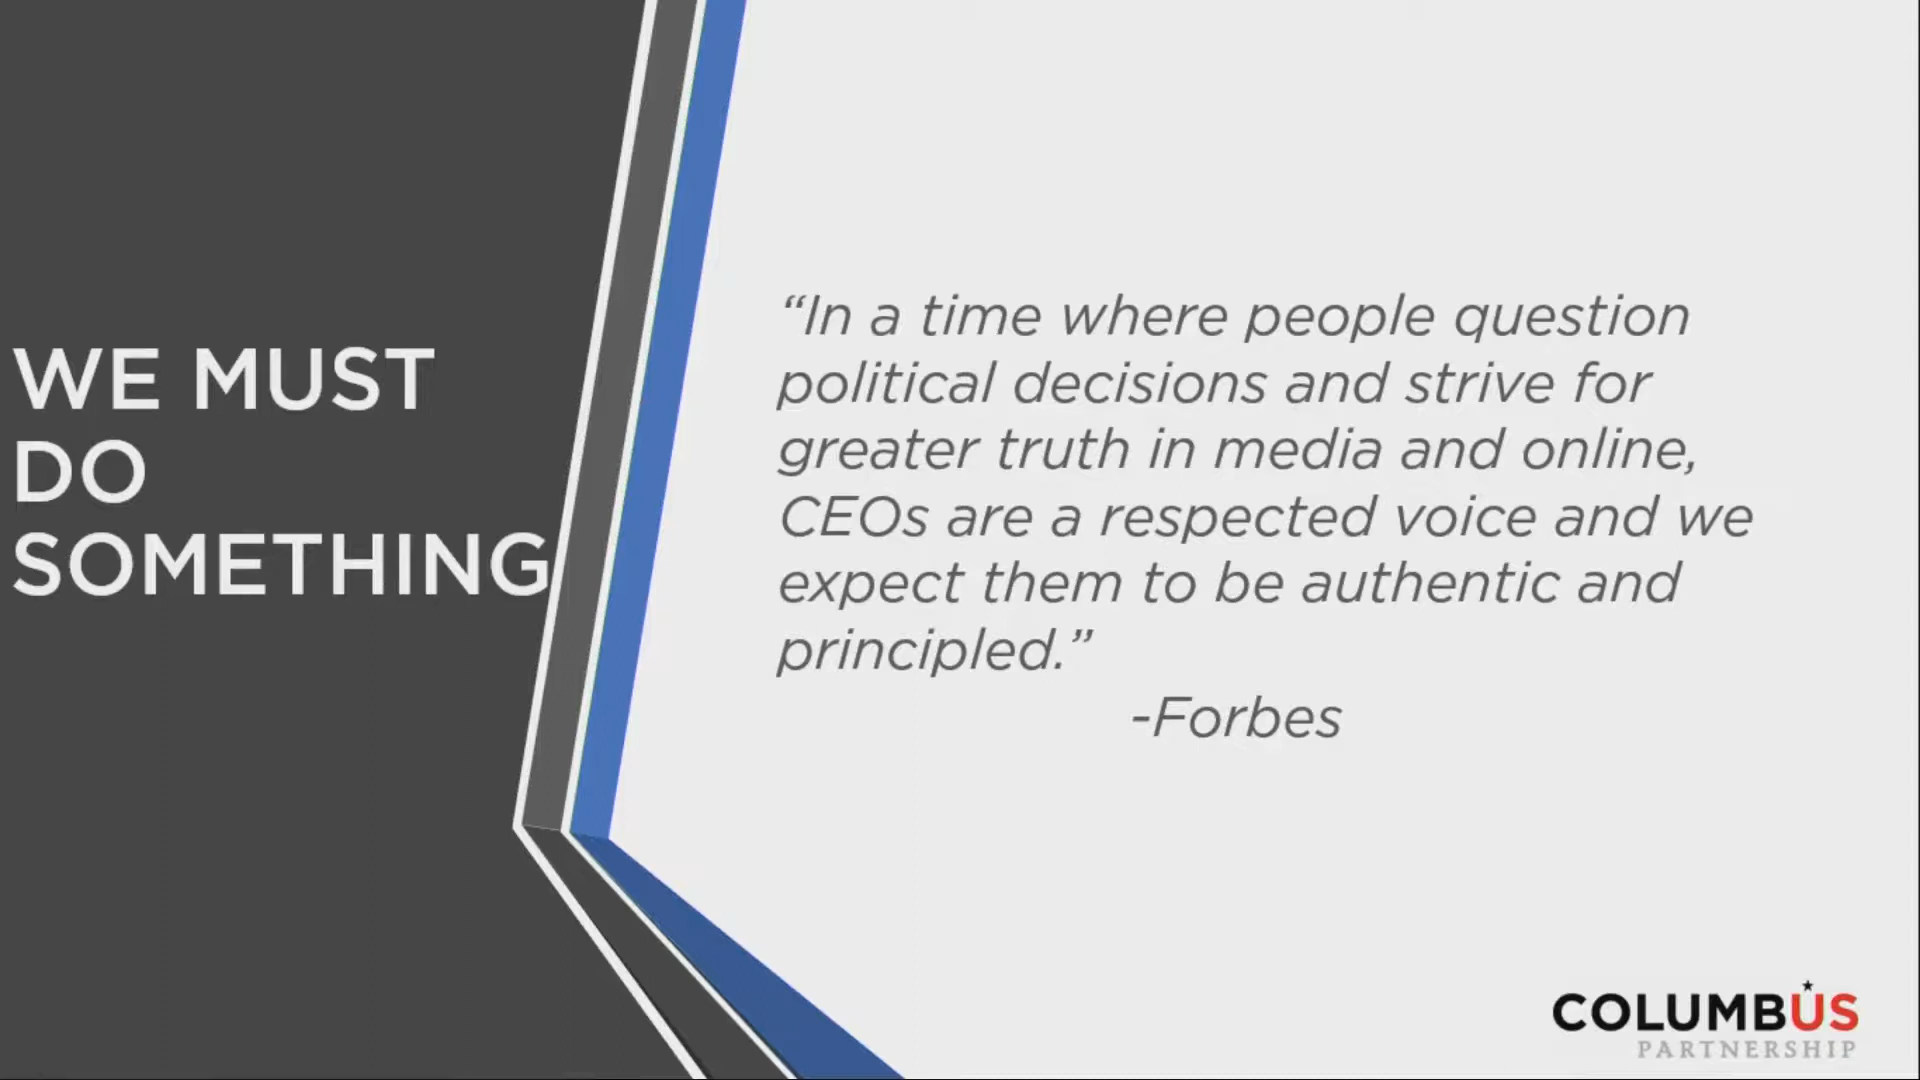 WE MUST
DO
SOMETHING
“In a time where people question
political decisions and strive for
greater truth in media and online,
CEOs are a respected voice and we
expect them to be authentic and
principled.”
-Forbes
COLUMBUS
PARTNERSHIP